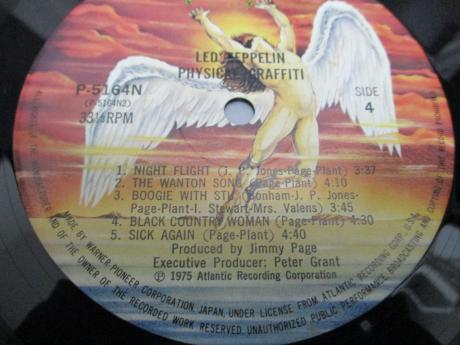 LED ZEPPELIN
PHYSICAL GRAFFITI
P-5164N
(P-5164N2)
33⅓RPM
SIDE
4
1. NIGHT FLIGHT (J. P. Jones-Page-Plant) 3:37
2. THE WANTON SONG (Page-Plant) 4:10
3. BOOGIE WITH STU (Bonham-J. P. Jones-
Page-Plant-I. Stewart-Mrs. Valens) 3:45
4. BLACK COUNTRY WOMAN (Page-Plant) 4:30
5. SICK AGAIN (Page-Plant) 4:40
Produced by Jimmy Page
Executive Producer: Peter Grant
Ⓟ 1975 Atlantic Recording Corporation
MADE BY WARNER-PIONEER CORPORATION, JAPAN, UNDER LICENSE FROM ATLANTIC RECORDING CORP.
AND OF THE OWNER OF THE RECORDED WORK RESERVED. UNAUTHORIZED PUBLIC PERFORMANCE, BROADCASTING AND COPYING OF THE RECORD